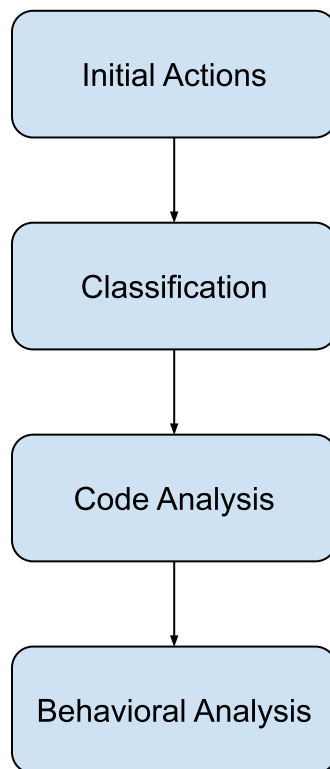 Initial Actions
Classification
Code Analysis
Behavioral Analysis